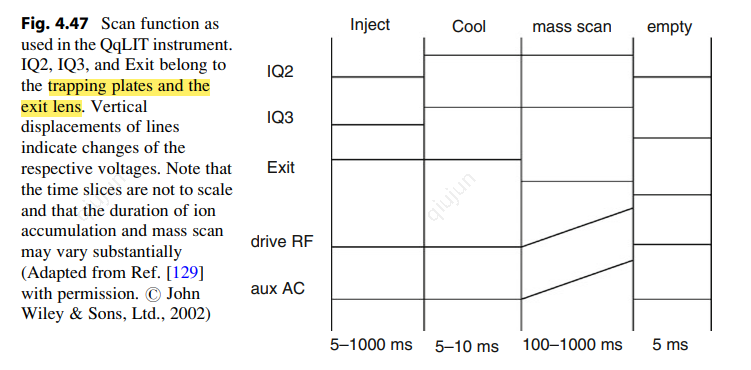 Fig. 4.47 Scan function as
used in the QqLIT instrument.
IQ2, IQ3, and Exit belong to
the trapping plates and the
exit lens. Vertical
displacements of lines
indicate changes of the
respective voltages. Note that
the time slices are not to scale
and that the duration of ion
accumulation and mass scan
may vary substantially
(Adapted from Ref. [129]
with permission. © John
Wiley & Sons, Ltd., 2002)
Inject Cool mass scan empty
IQ2
IQ3
Exit
drive RF
aux AC
5–1000 ms 5–10 ms 100–1000 ms 5 ms
qiujun
qiujun